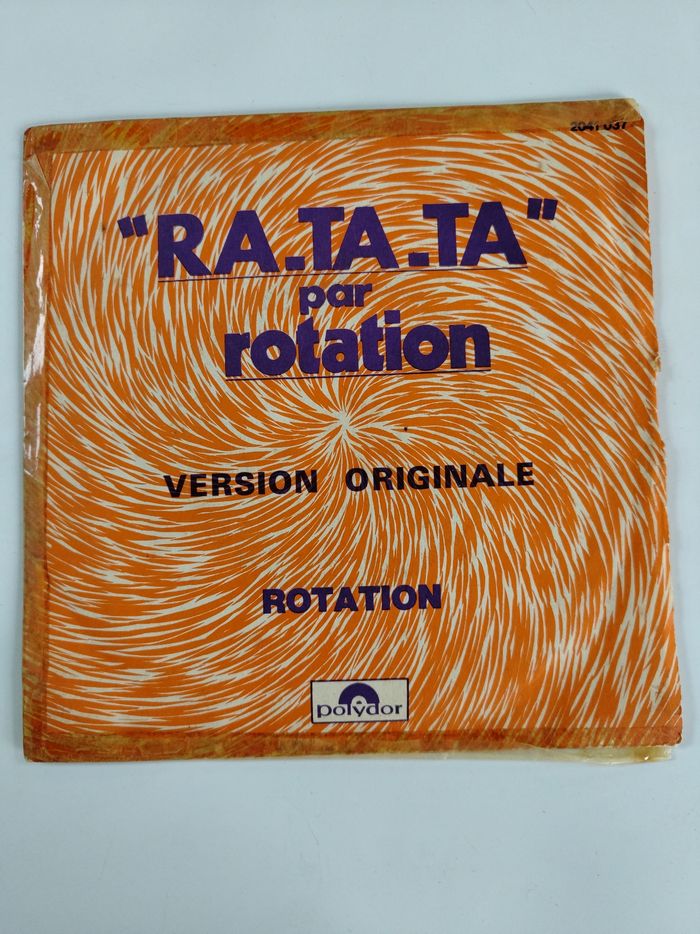 2041 037
"RA.TA.TA"
par
rotation
VERSION ORIGINALE
ROTATION
polydor